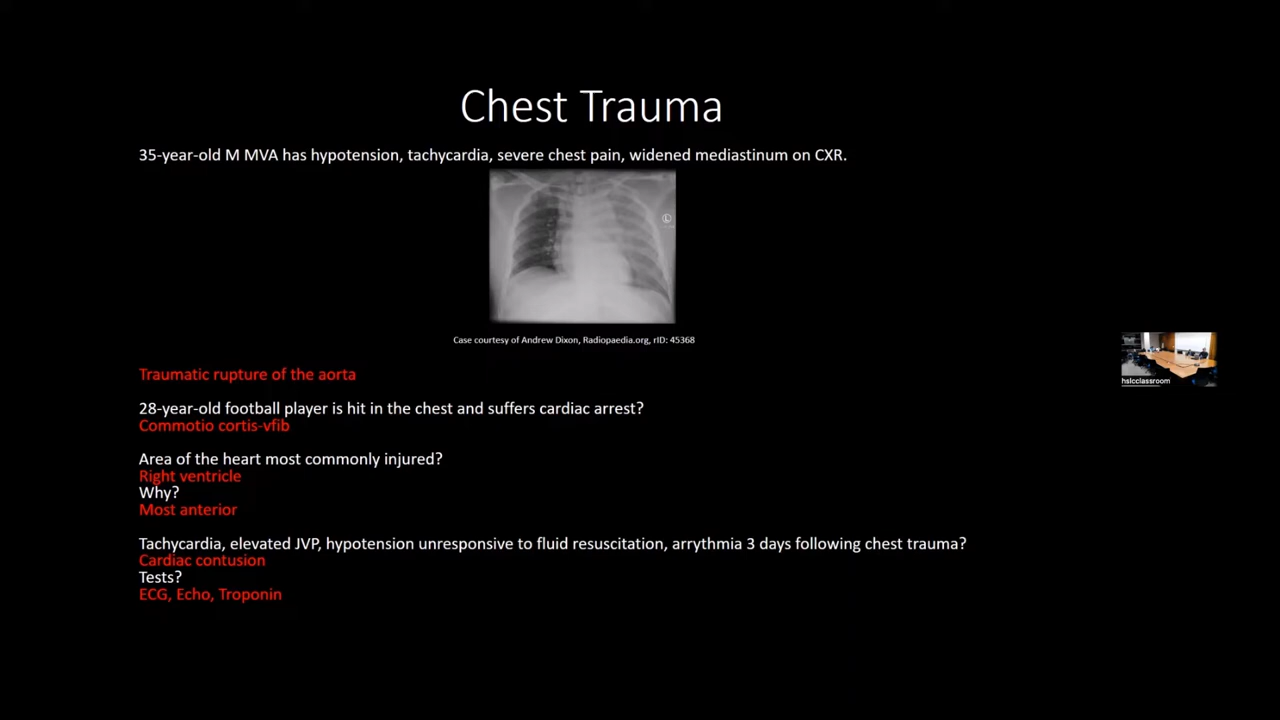 Chest Trauma
35-year-old M MVA has hypotension, tachycardia, severe chest pain, widened mediastinum on CXR.
L
Case courtesy of Andrew Dixon, Radiopaedia.org, rID: 45368
Traumatic rupture of the aorta
28-year-old football player is hit in the chest and suffers cardiac arrest?
Commotio cortis-vfib
Area of the heart most commonly injured?
Right ventricle
Why?
Most anterior
Tachycardia, elevated JVP, hypotension unresponsive to fluid resuscitation, arrythmia 3 days following chest trauma?
Cardiac contusion
Tests?
ECG, Echo, Troponin
hslcclassroom